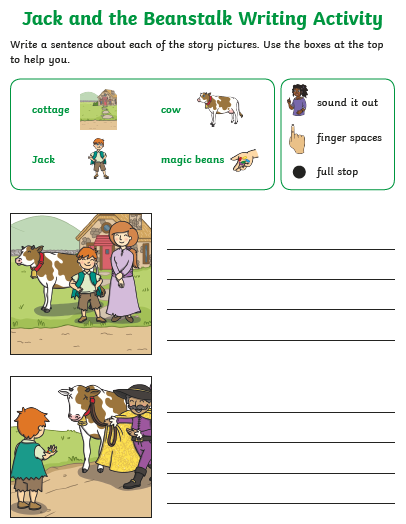 Jack and the Beanstalk Writing Activity
Write a sentence about each of the story pictures. Use the boxes at the top
to help you.
cottage
cow
Jack
magic beans
sound it out
finger spaces
full stop